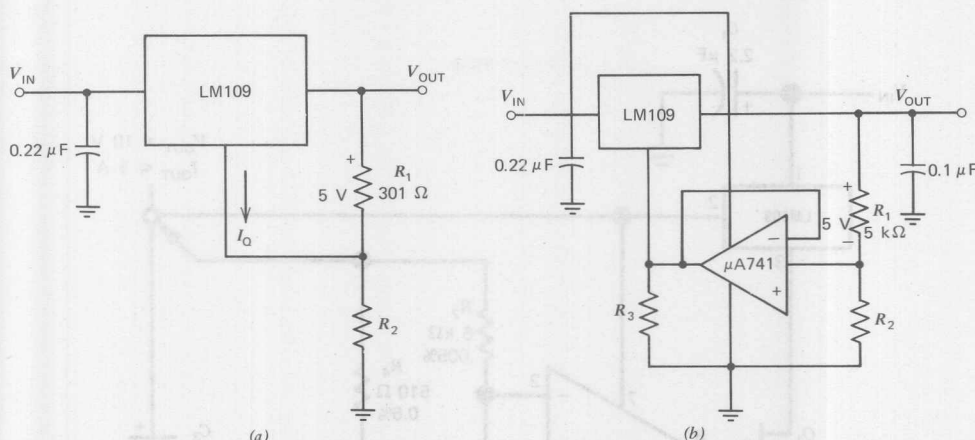 V_IN
LM109
V_OUT
0.22 μF
+
5 V
R_1
301 Ω
I_Q
R_2
(a)
V_IN
LM109
V_OUT
0.22 μF
0.1 μF
+
5 V
R_1
5 kΩ
−
−
μA741
+
R_3
R_2
(b)